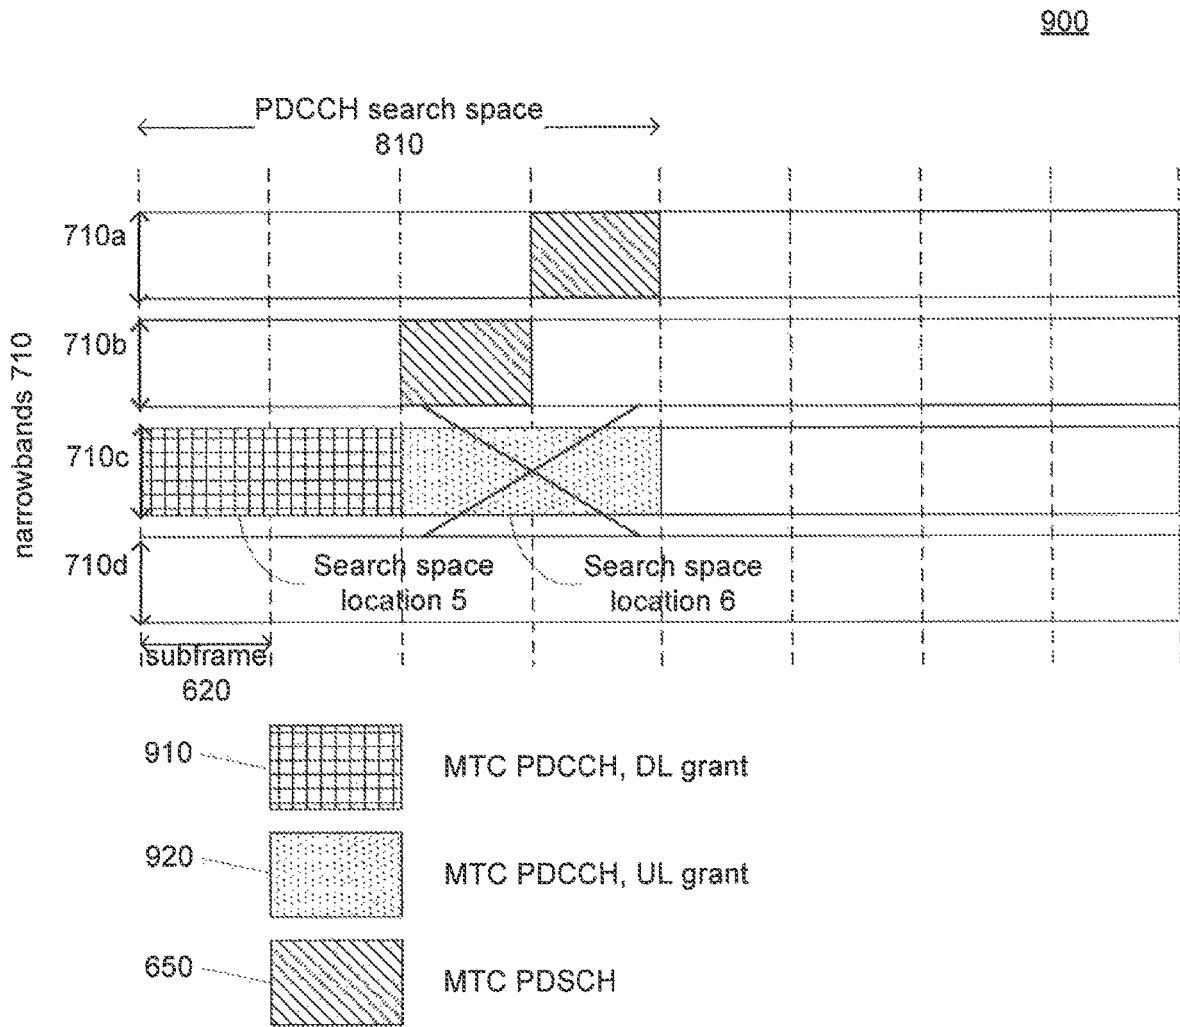 900
PDCCH search space
810
710a
710b
710c
710d
narrowbands 710
Search space
location 5
Search space
location 6
subframe
620
910
MTC PDCCH, DL grant
920
MTC PDCCH, UL grant
650
MTC PDSCH